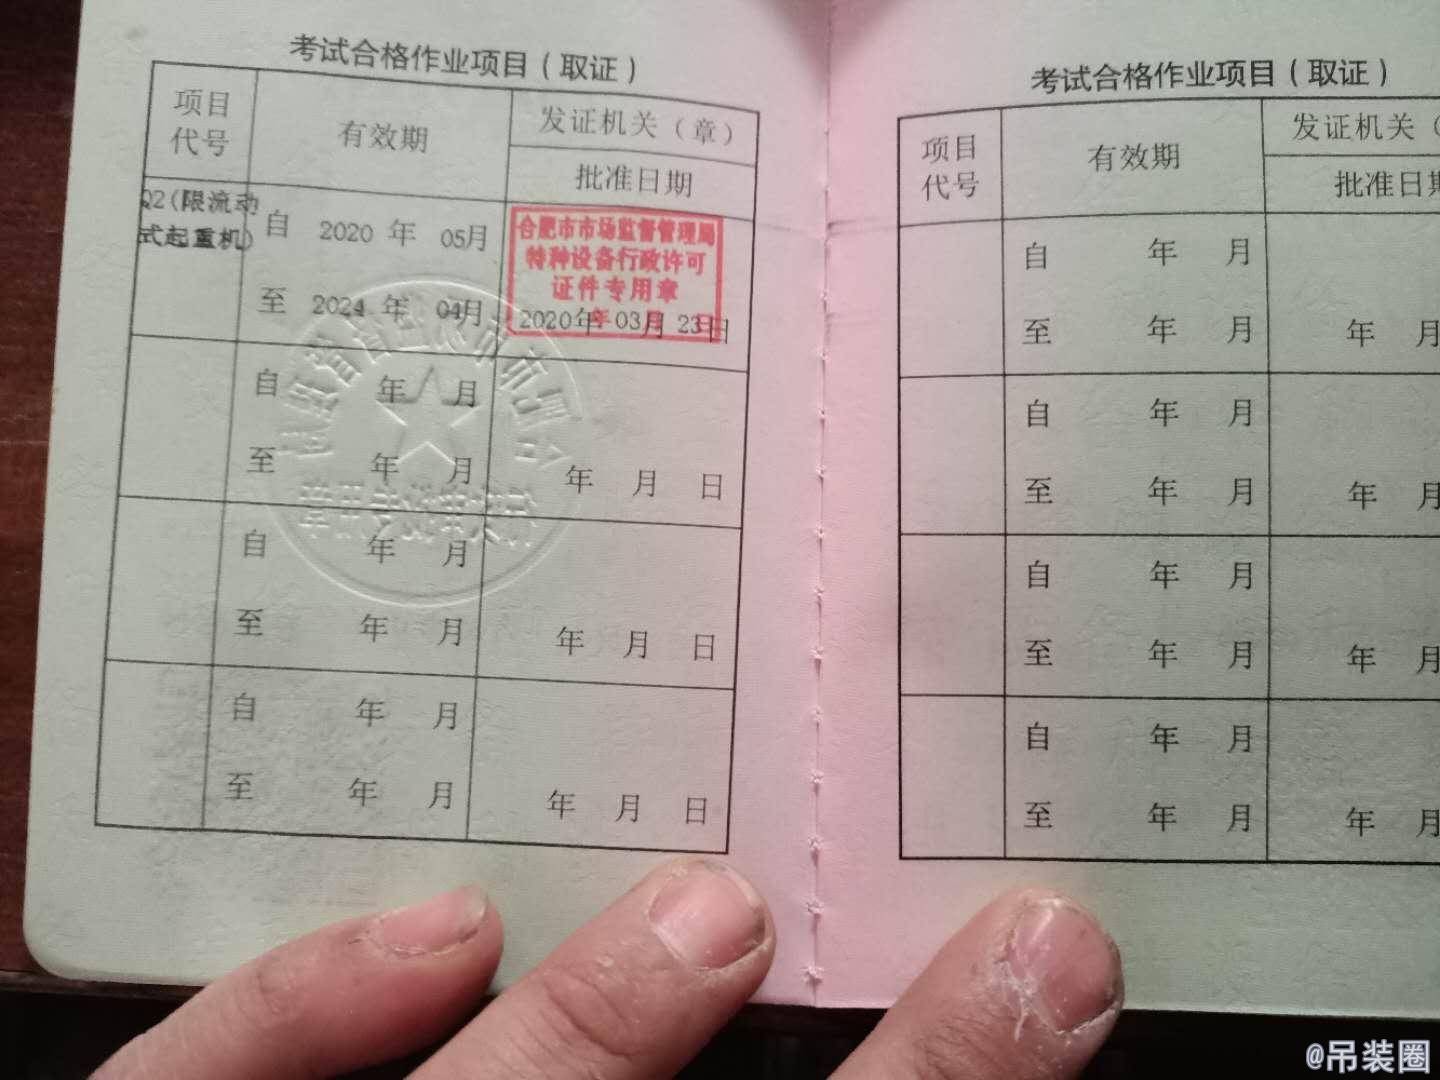 考试合格作业项目（取证）
项目
代号
有效期
发证机关（章）
批准日期
Q2(限流动
式起重机)
自 2020 年 05月
至 2024 年 04月
合肥市市场监督管理局
特种设备行政许可
证件专用章
年 月 日
2020年 03月 23日
自 年 月
至 年 月
年 月 日
自 年 月
至 年 月
年 月 日
自 年 月
至 年 月
年 月 日
考试合格作业项目（取证）
项目
代号
有效期
发证机关（
批准日期
自 年 月
至 年 月
年 月
自 年 月
至 年 月
年 月
自 年 月
至 年 月
年 月
自 年 月
至 年 月
年 月
@吊装圈